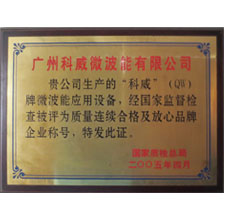 广州科威微波能有限公司
贵公司生产的“科威”(QW)
牌微波能应用设备，经国家监督检
查被评为质量连续合格及放心品牌
企业称号，特发此证。
国家质检总局
二〇〇五年四月